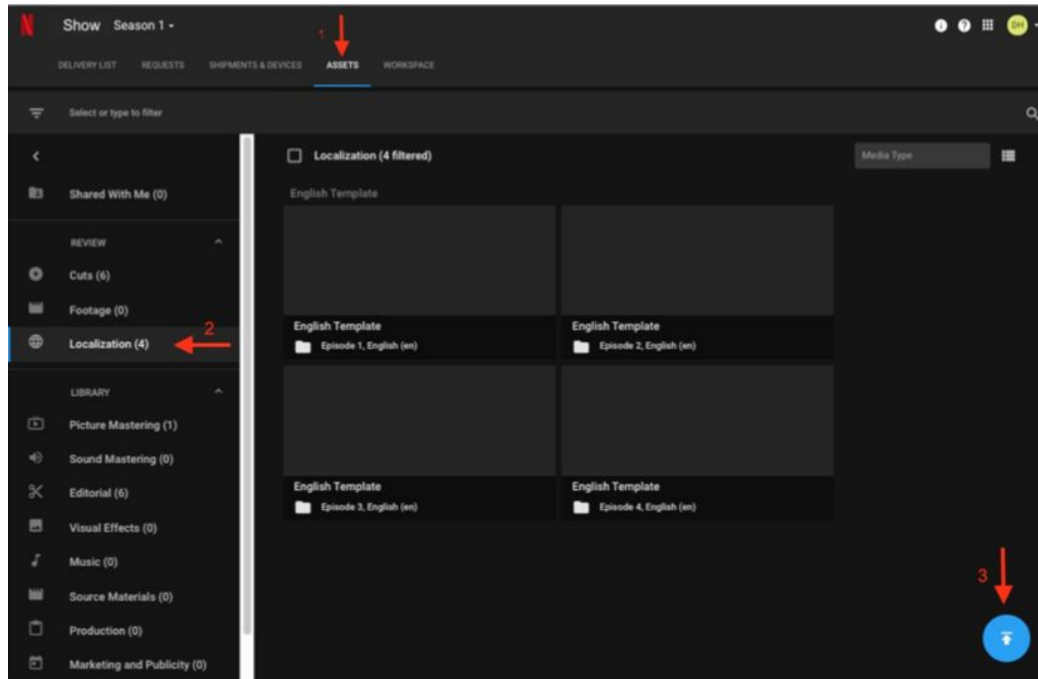 N Show Season 1
1
DELIVERY LIST REQUESTS SHIPMENTS & DEVICES ASSETS WORKSPACE
DH
Select or type to filter
Localization (4 filtered)
Media Type
Shared With Me (0)
English Template
REVIEW
Cuts (6)
Footage (0)
Localization (4)
2
English Template
Episode 1, English (en)
English Template
Episode 2, English (en)
LIBRARY
Picture Mastering (1)
Sound Mastering (0)
Editorial (6)
Visual Effects (0)
Music (0)
Source Materials (0)
Production (0)
Marketing and Publicity (0)
English Template
Episode 3, English (en)
English Template
Episode 4, English (en)
3